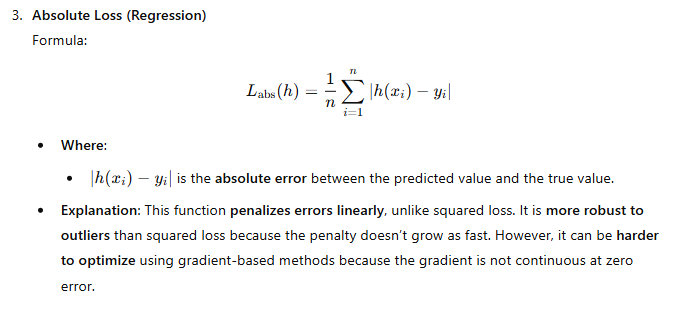 3. Absolute Loss (Regression)
Formula:
L_abs(h) = \frac{1}{n} \sum_{i=1}^{n} |h(x_i) − y_i|
• Where:
• |h(x_i) − y_i| is the absolute error between the predicted value and the true value.
• Explanation: This function penalizes errors linearly, unlike squared loss. It is more robust to
outliers than squared loss because the penalty doesn't grow as fast. However, it can be harder
to optimize using gradient-based methods because the gradient is not continuous at zero
error.